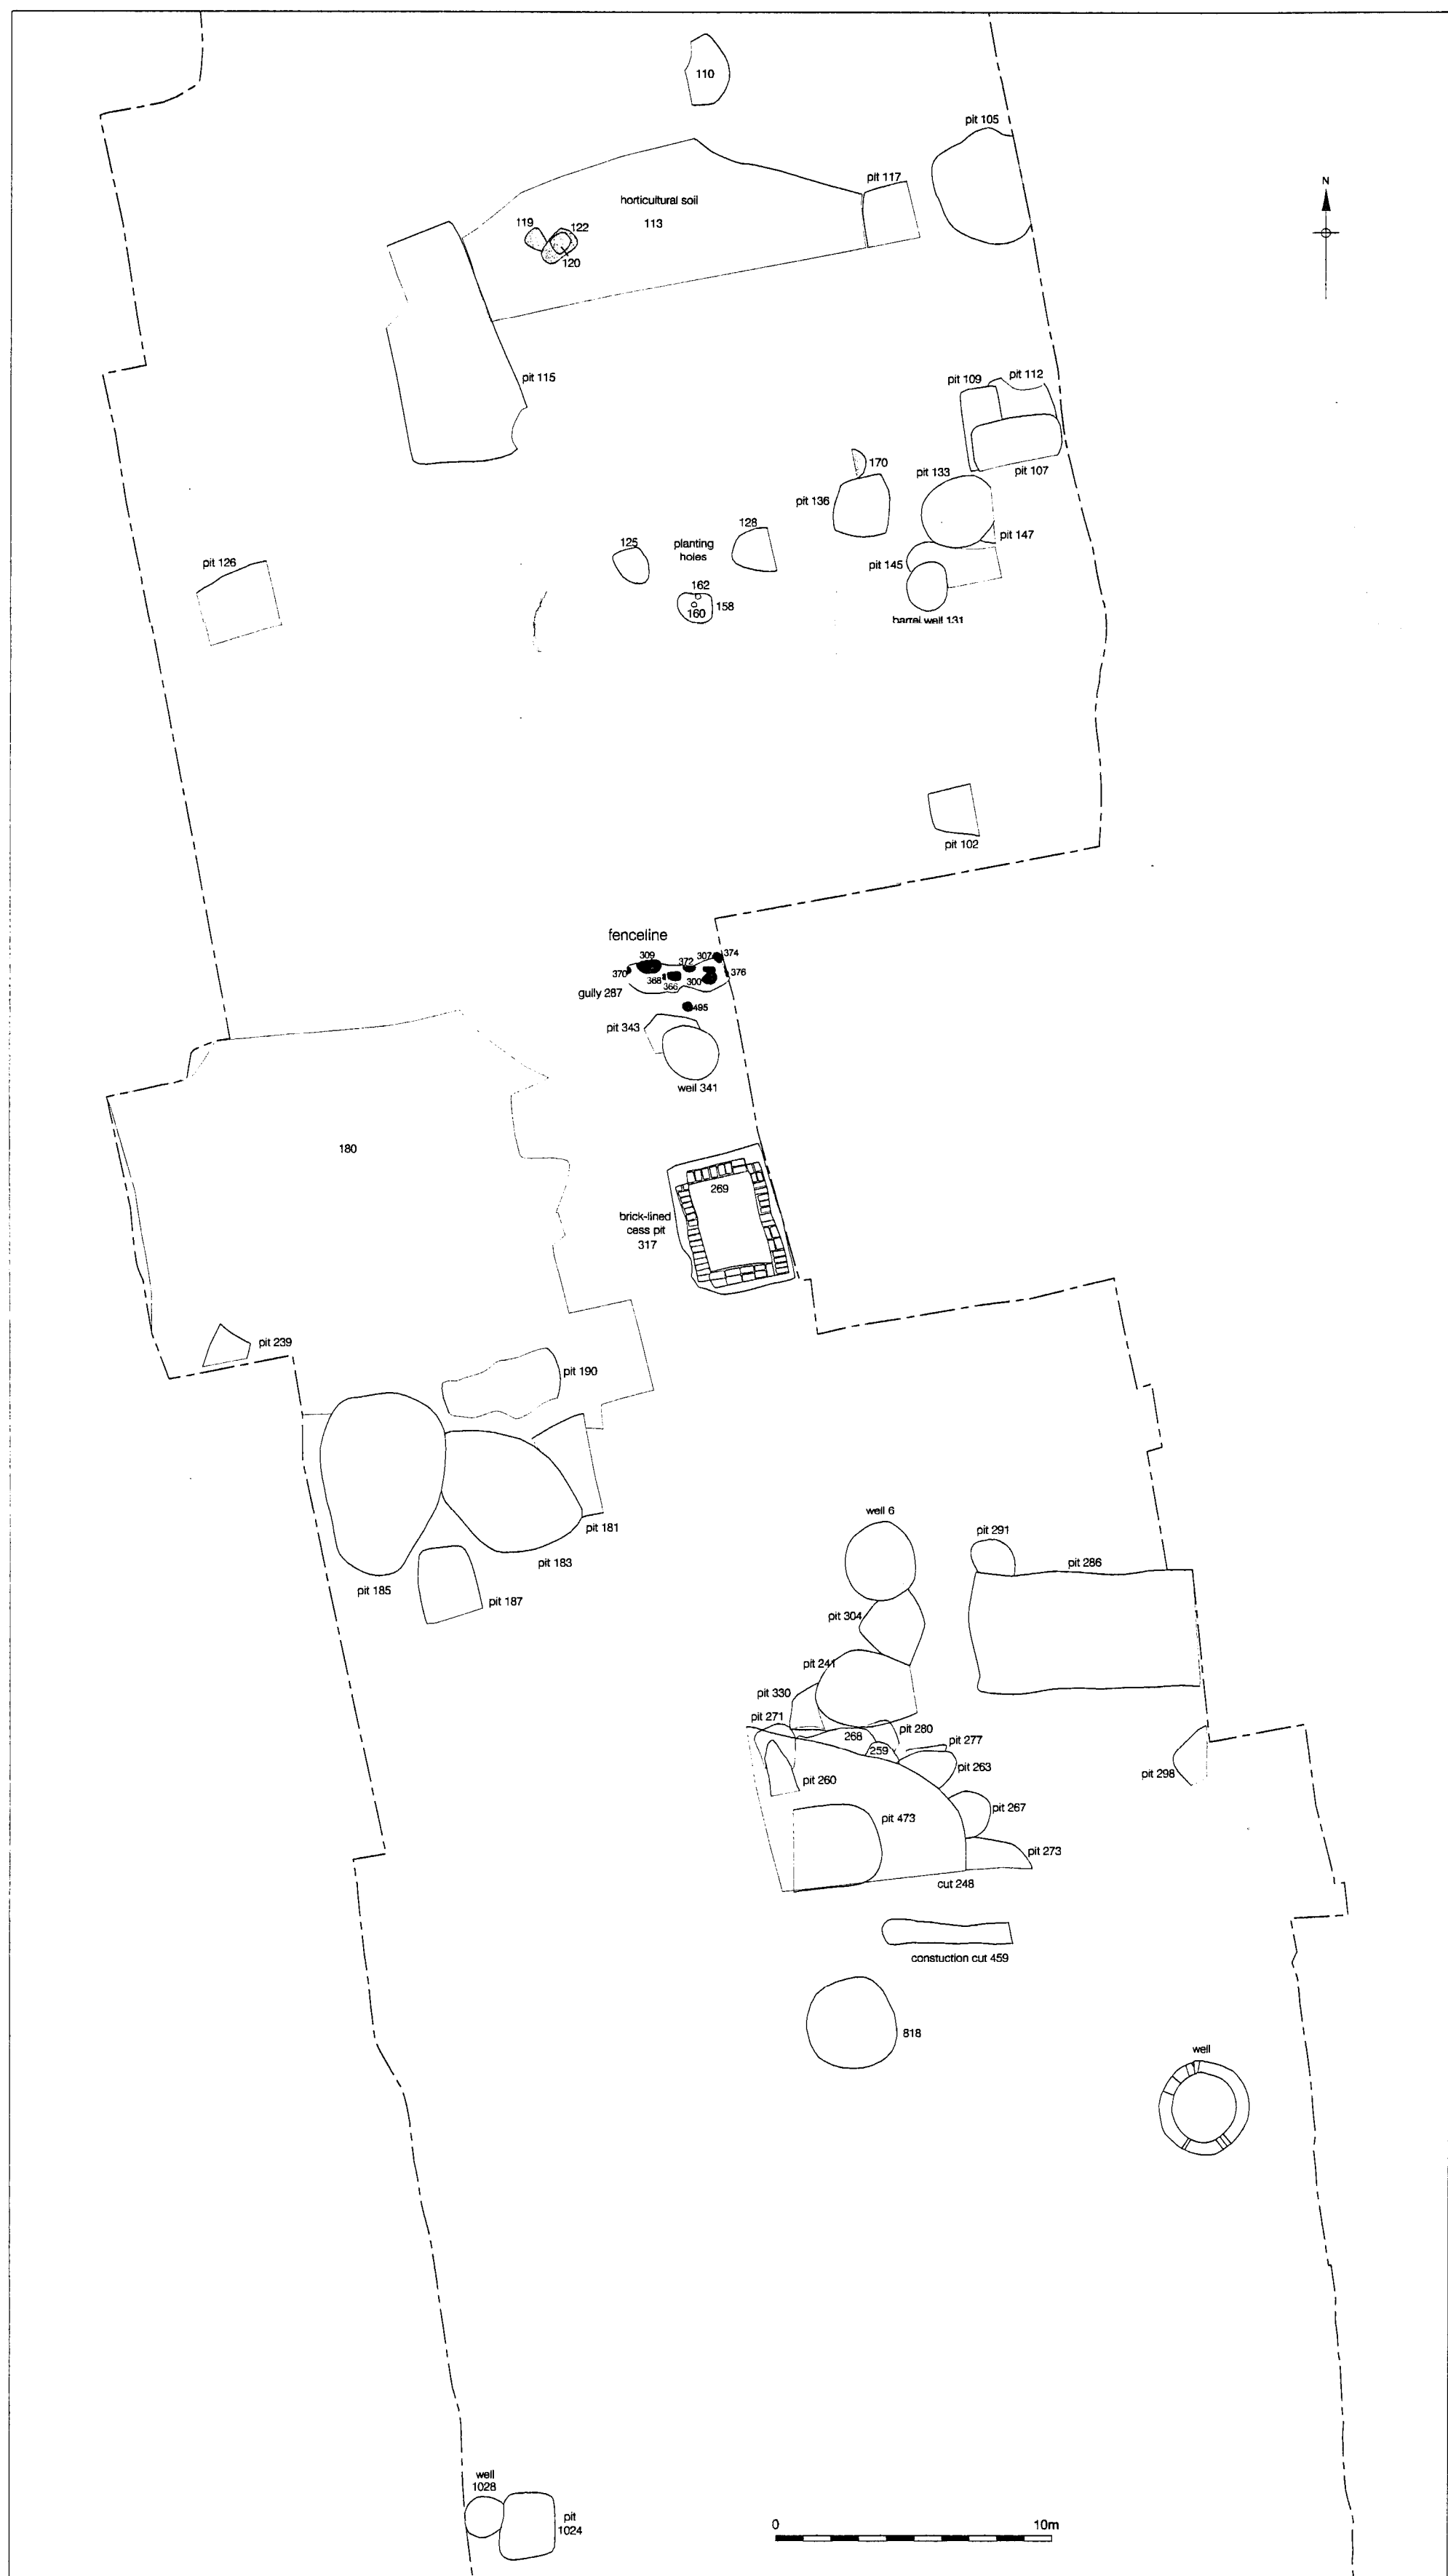 110
pit 105
N
pit 117
horticultural soil
113
119
122
120
pit 115
pit 109
pit 112
170
pit 133
pit 107
pit 136
128
125
planting
holes
pit 147
pit 126
pit 145
162
160
158
barrel well 131
pit 102
fenceline
309
372
307
374
370
368
366
300
376
gully 287
495
pit 343
well 341
180
269
brick-lined
cess pit
317
pit 239
pit 190
well 6
pit 181
pit 291
pit 183
pit 286
pit 185
pit 187
pit 304
pit 241
pit 330
pit 271
268
pit 280
259
pit 277
pit 263
pit 298
pit 260
pit 267
pit 473
pit 273
cut 248
constuction cut 459
818
well
well
1028
pit
1024
0
10m